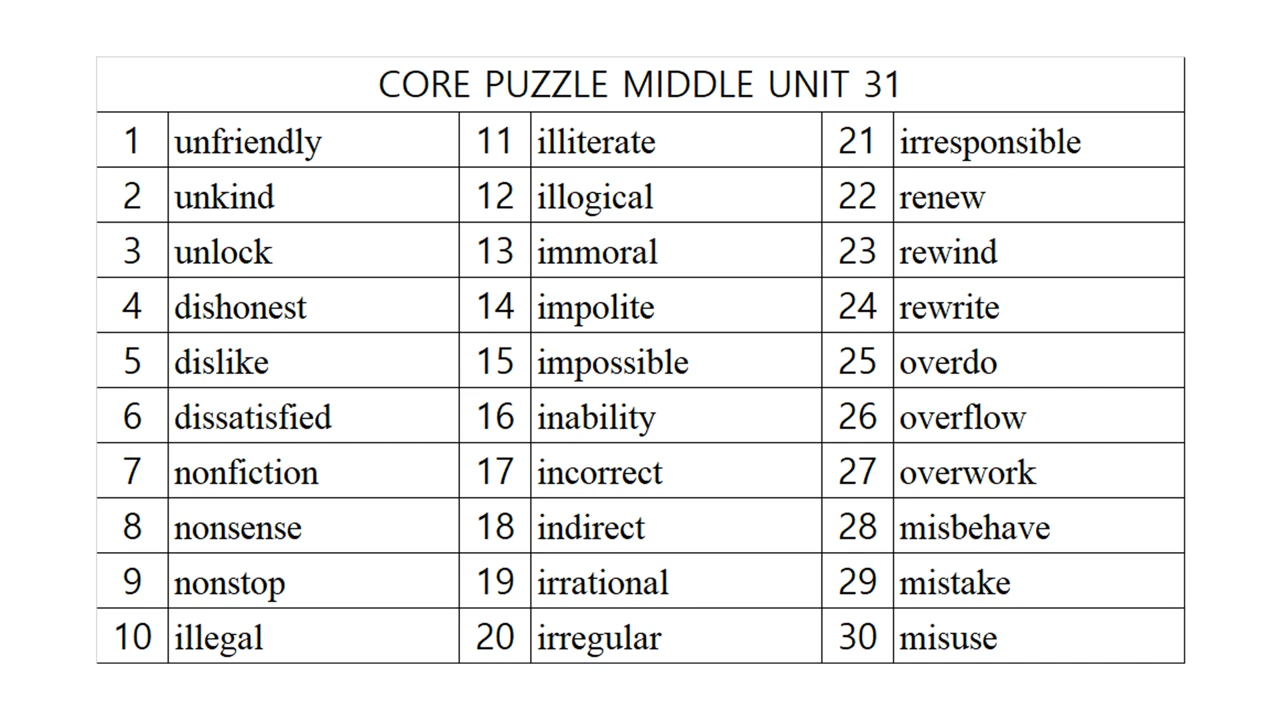 CORE PUZZLE MIDDLE UNIT 31
1 unfriendly 11 illiterate 21 irresponsible
2 unkind 12 illogical 22 renew
3 unlock 13 immoral 23 rewind
4 dishonest 14 impolite 24 rewrite
5 dislike 15 impossible 25 overdo
6 dissatisfied 16 inability 26 overflow
7 nonfiction 17 incorrect 27 overwork
8 nonsense 18 indirect 28 misbehave
9 nonstop 19 irrational 29 mistake
10 illegal 20 irregular 30 misuse